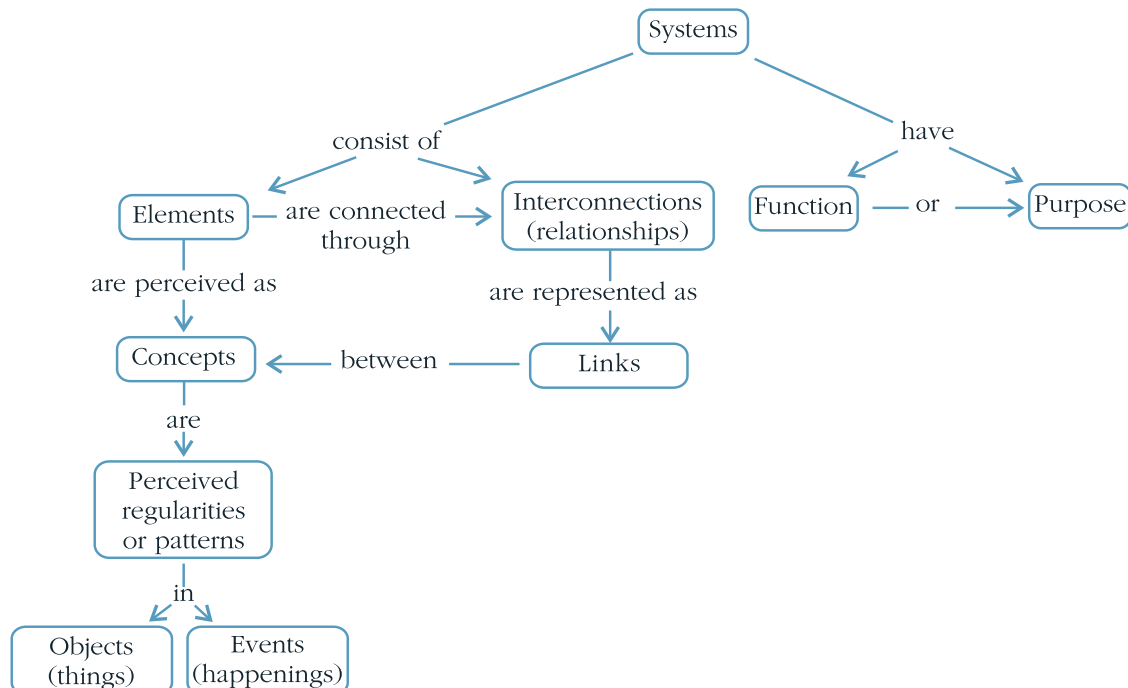 Systems
consist of
have
Elements
are connected
through
Interconnections
(relationships)
Function
or
Purpose
are perceived as
are represented as
Concepts
between
Links
are
Perceived
regularities
or patterns
in
Objects
(things)
Events
(happenings)